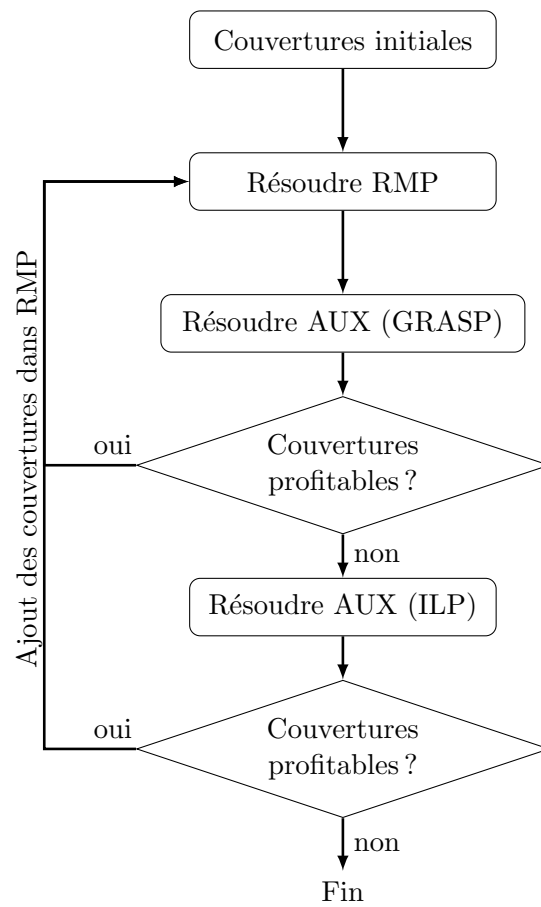 Couvertures initiales
Résoudre RMP
Résoudre AUX (GRASP)
Couvertures
profitables ?
oui
non
Résoudre AUX (ILP)
Couvertures
profitables ?
oui
non
Fin
Ajout des couvertures dans RMP